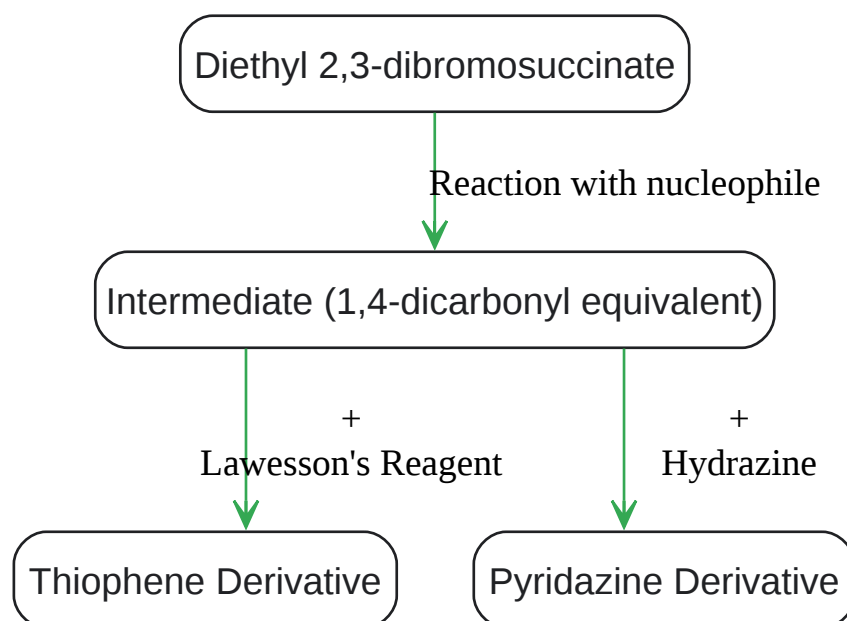 Diethyl 2,3-dibromosuccinate
Reaction with nucleophile
Intermediate (1,4-dicarbonyl equivalent)
+
Lawesson's Reagent
+
Hydrazine
Thiophene Derivative
Pyridazine Derivative